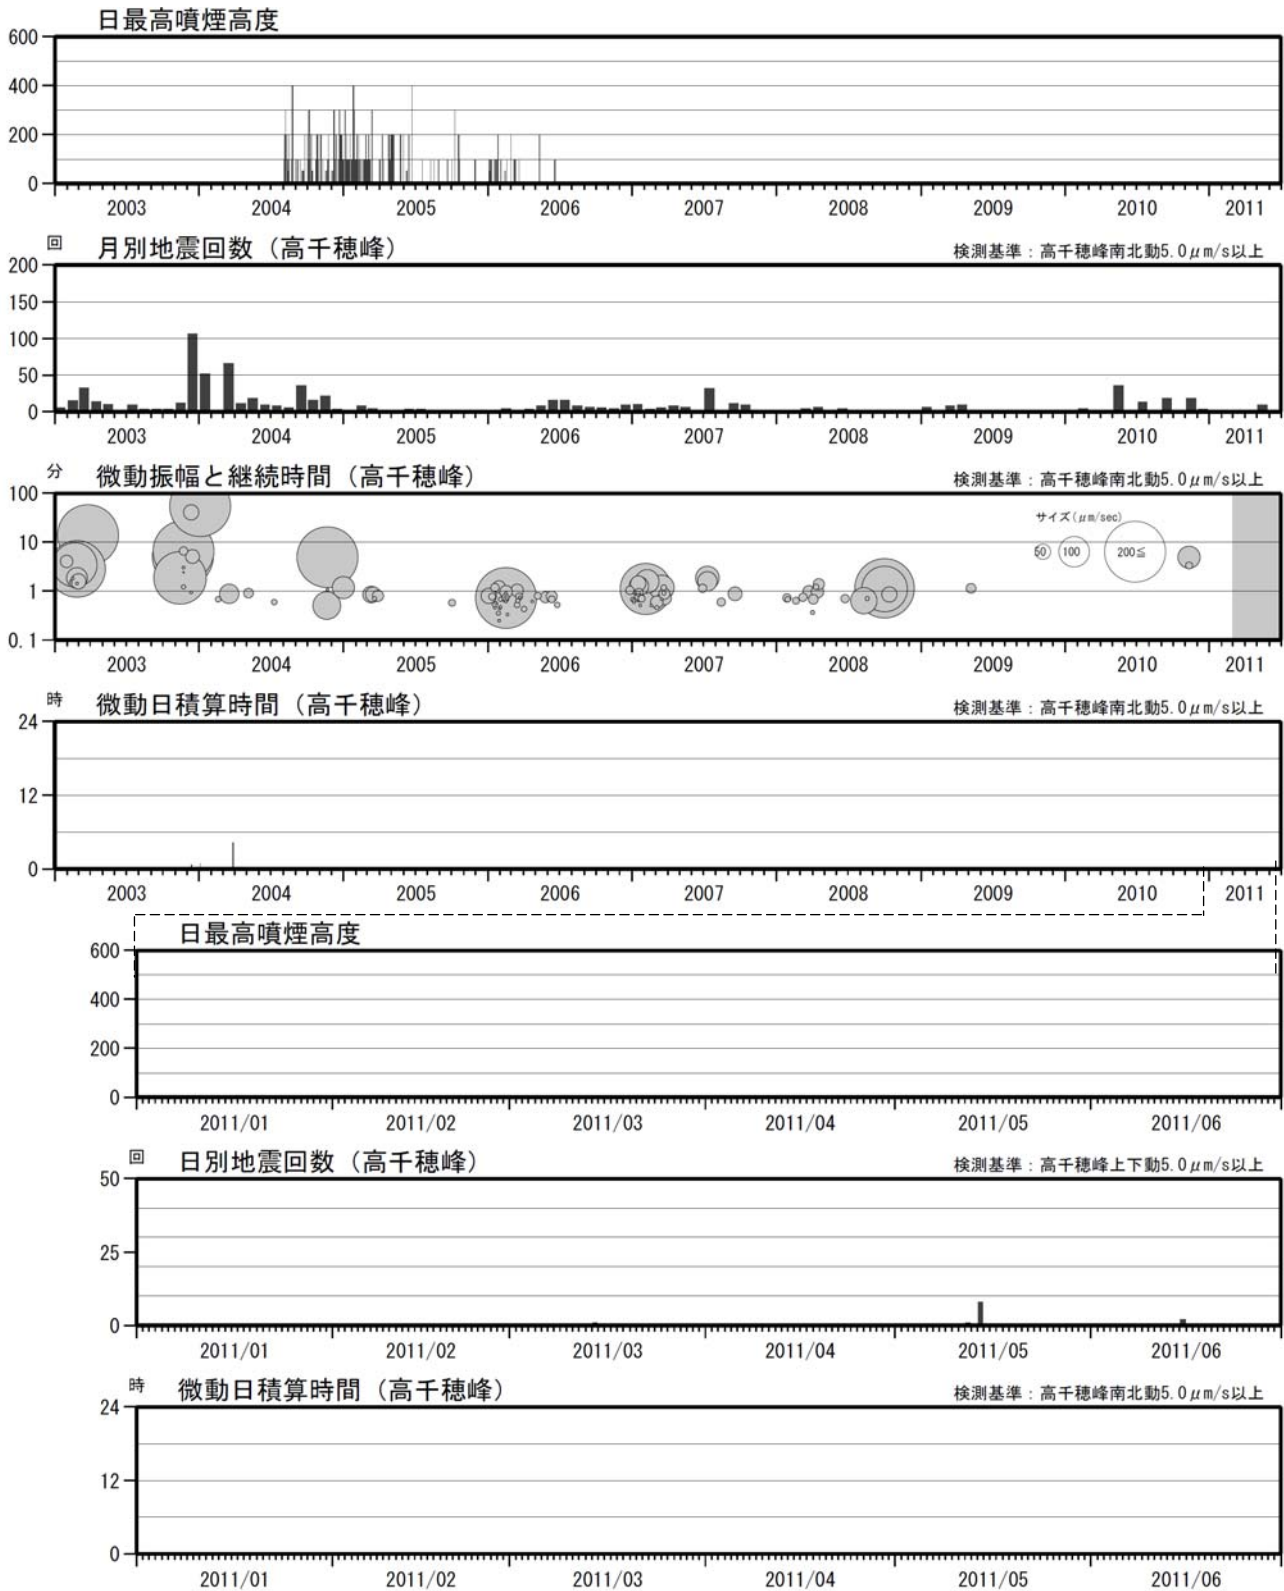 日最高噴煙高度
600
400
200
0
2003 2004 2005 2006 2007 2008 2009 2010 2011
回 月別地震回数（高千穂峰） 検測基準：高千穂峰南北動5.0μm/s以上
200
150
100
50
0
2003 2004 2005 2006 2007 2008 2009 2010 2011
分 微動振幅と継続時間（高千穂峰） 検測基準：高千穂峰南北動5.0μm/s以上
100
サイズ(μm/sec)
10
50 100 200≦
1
0.1
2003 2004 2005 2006 2007 2008 2009 2010 2011
時 微動日積算時間（高千穂峰） 検測基準：高千穂峰南北動5.0μm/s以上
24
12
0
2003 2004 2005 2006 2007 2008 2009 2010 2011
日最高噴煙高度
600
400
200
0
2011/01 2011/02 2011/03 2011/04 2011/05 2011/06
回 日別地震回数（高千穂峰） 検測基準：高千穂峰上下動5.0μm/s以上
50
25
0
2011/01 2011/02 2011/03 2011/04 2011/05 2011/06
時 微動日積算時間（高千穂峰） 検測基準：高千穂峰南北動5.0μm/s以上
24
12
0
2011/01 2011/02 2011/03 2011/04 2011/05 2011/06